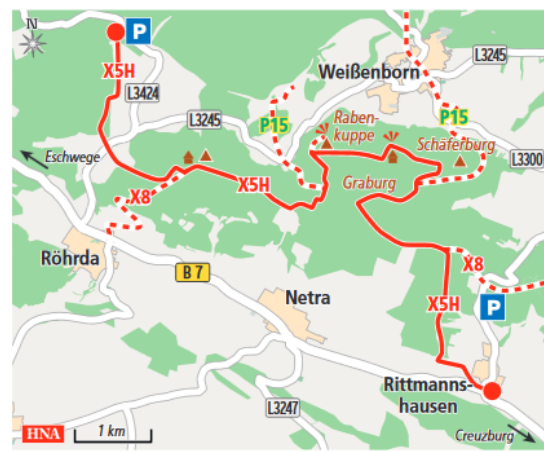 N
P
X5H
L3424
Weißenborn
L3245
L3245
P15
P15
Raben-
kuppe
Schäferburg
Eschwege
L3300
X5H
Graburg
X8
Röhrda
B 7
X8
Netra
P
X5H
Rittmanns-
hausen
L3247
HNA
1 km
Creuzburg